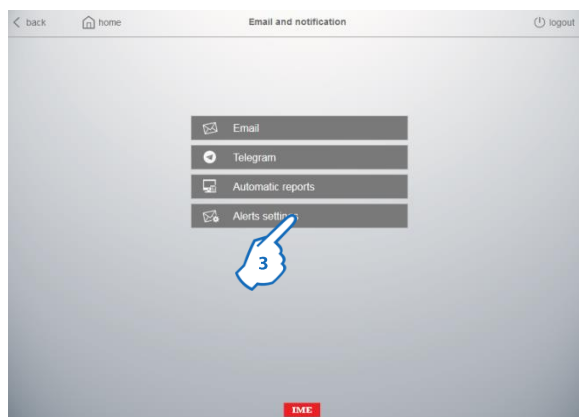 back home Email and notification logout
Email
Telegram
Automatic reports
Alerts settings
3
IME